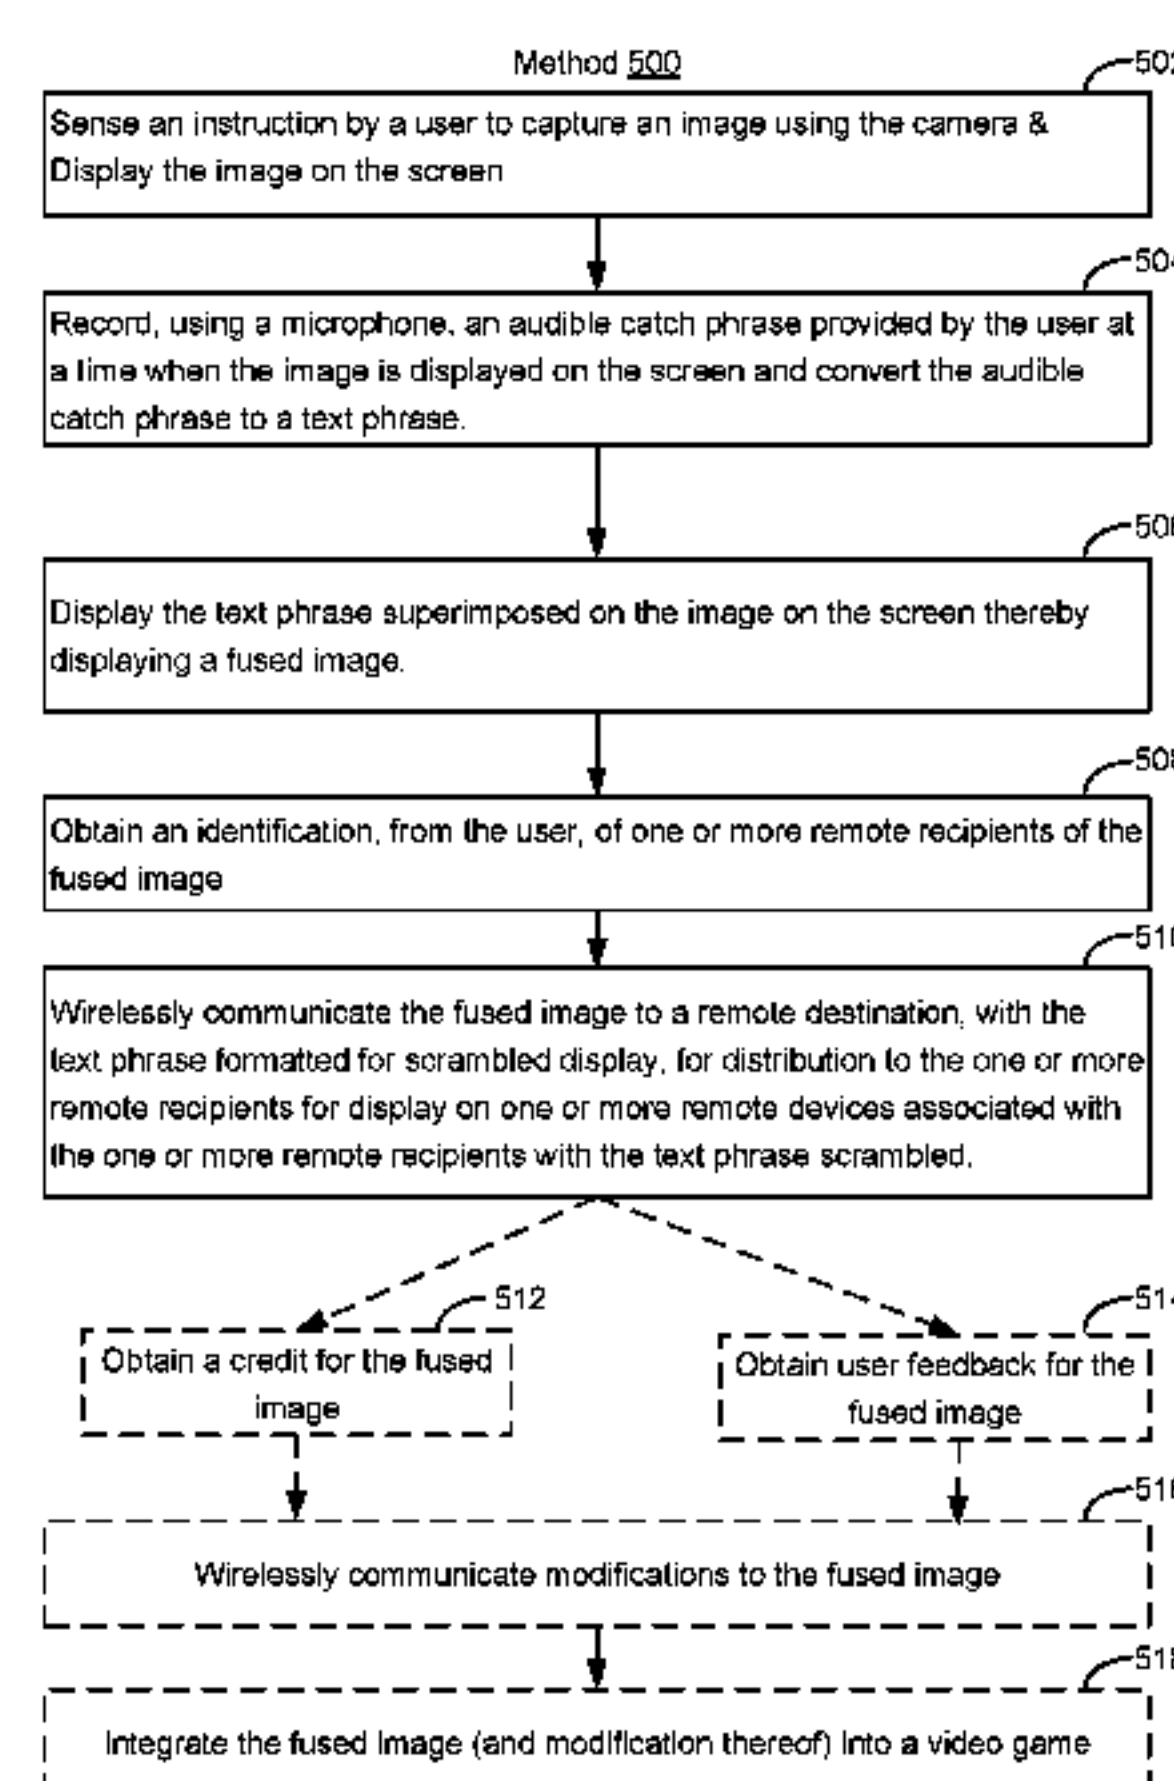 Method 500
Sense an instruction by a user to capture an image using the camera &
Display the image on the screen
Record, using a microphone, an audible catch phrase provided by the user at
a time when the image is displayed on the screen and convert the audible
catch phrase to a text phrase.
Display the text phrase superimposed on the image on the screen thereby
displaying a fused image.
Obtain an identification, from the user, of one or more remote recipients of the
fused image
Wirelessly communicate the fused image to a remote destination, with the
text phrase formatted for scrambled display, for distribution to the one or more
remote recipients for display on one or more remote devices associated with
the one or more remote recipients with the text phrase scrambled.
512
Obtain a credit for the fused
image
Obtain user feedback for the
fused image
Wirelessly communicate modifications to the fused image
Integrate the fused image (and modification thereof) into a video game